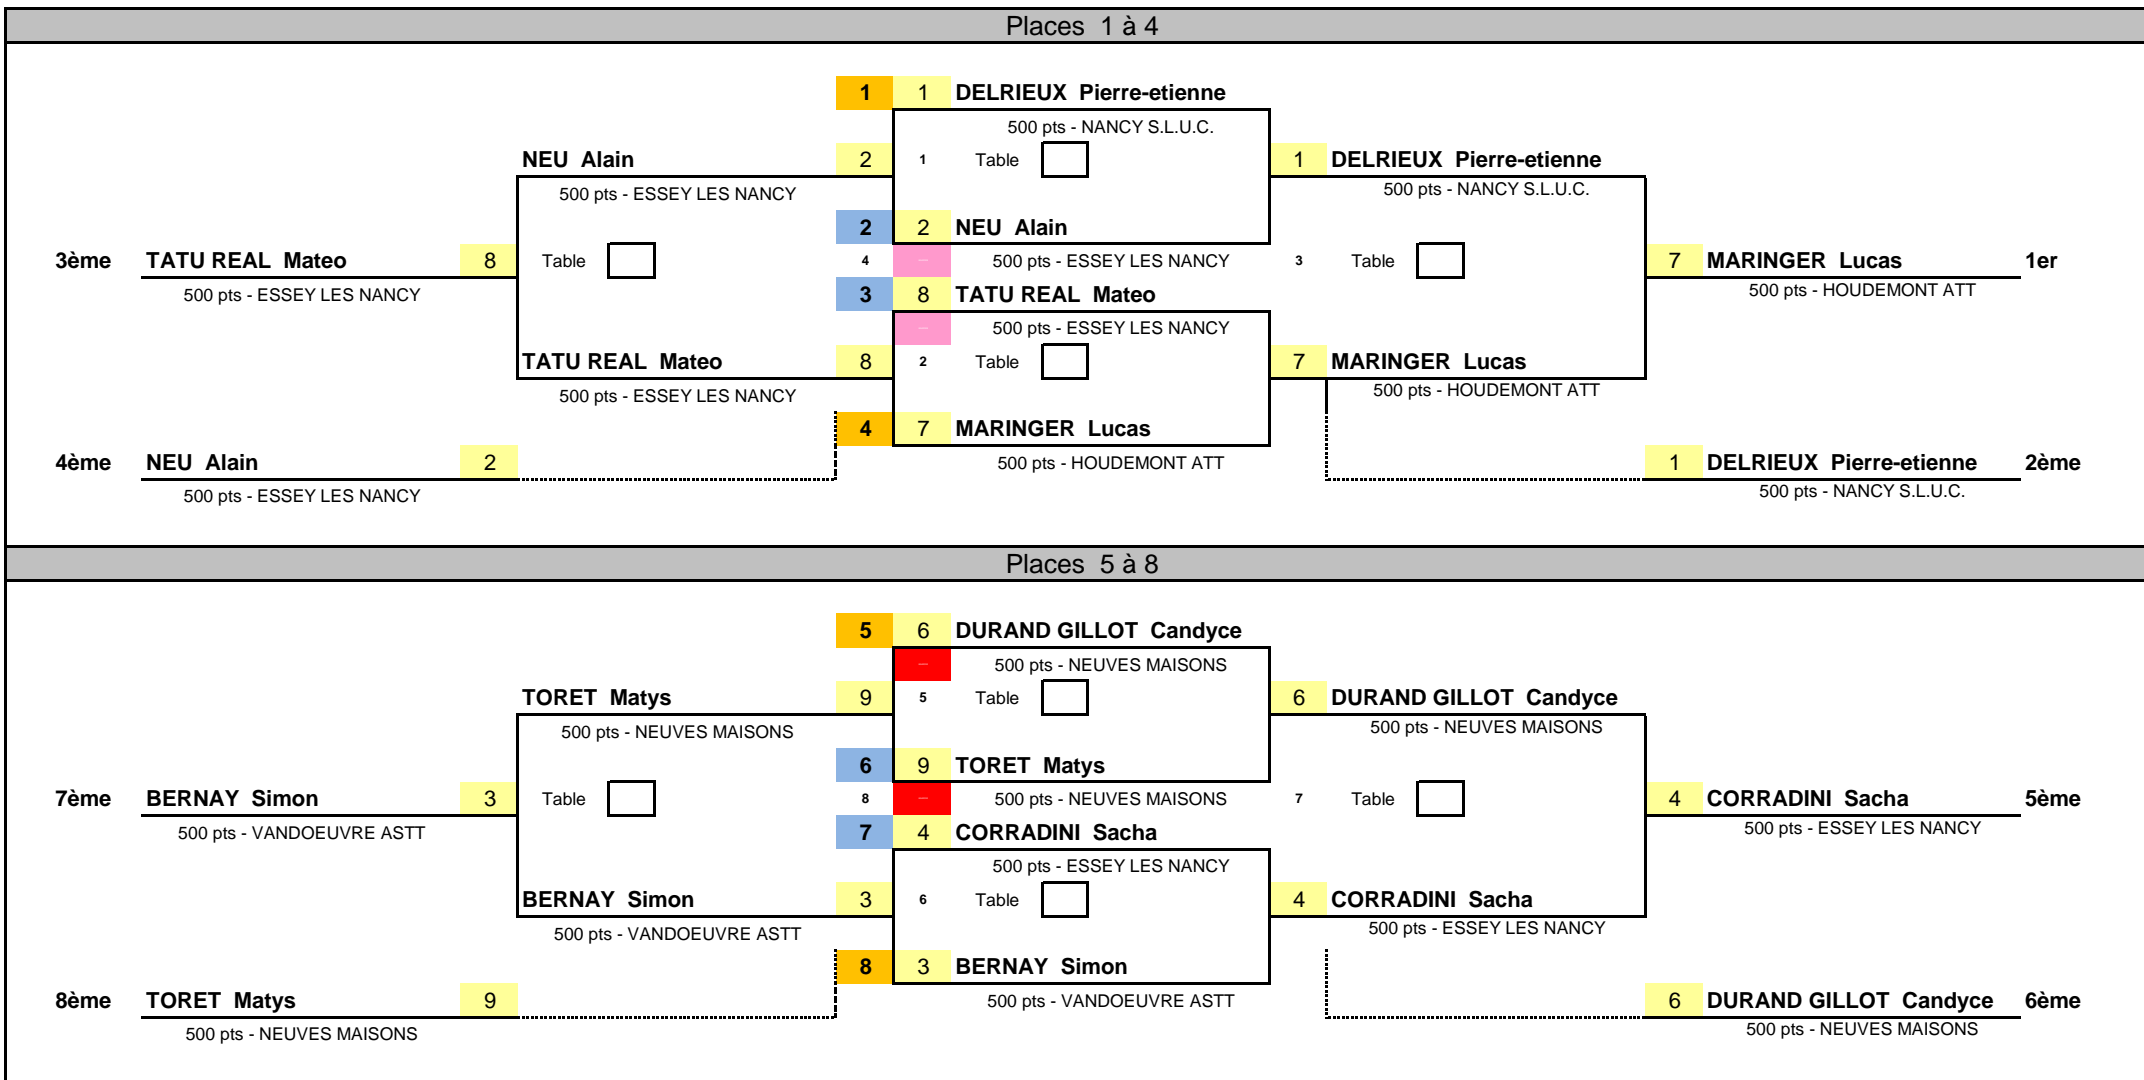 Places 1 à 4
1 1 DELRIEUX Pierre-etienne
500 pts - NANCY S.L.U.C.
NEU Alain 2 1 Table 1 DELRIEUX Pierre-etienne
500 pts - ESSEY LES NANCY 500 pts - NANCY S.L.U.C.
2 2 NEU Alain
3ème TATU REAL Mateo 8 Table 4 – 500 pts - ESSEY LES NANCY 3 Table 7 MARINGER Lucas 1er
500 pts - ESSEY LES NANCY 3 8 TATU REAL Mateo 500 pts - HOUDEMONT ATT
– 500 pts - ESSEY LES NANCY
TATU REAL Mateo 8 2 Table 7 MARINGER Lucas
500 pts - ESSEY LES NANCY 500 pts - HOUDEMONT ATT
4 7 MARINGER Lucas
4ème NEU Alain 2 500 pts - HOUDEMONT ATT 1 DELRIEUX Pierre-etienne 2ème
500 pts - ESSEY LES NANCY 500 pts - NANCY S.L.U.C.
Places 5 à 8
5 6 DURAND GILLOT Candyce
– 500 pts - NEUVES MAISONS
TORET Matys 9 5 Table 6 DURAND GILLOT Candyce
500 pts - NEUVES MAISONS 500 pts - NEUVES MAISONS
6 9 TORET Matys
7ème BERNAY Simon 3 Table 8 – 500 pts - NEUVES MAISONS 7 Table 4 CORRADINI Sacha 5ème
500 pts - VANDOEUVRE ASTT 7 4 CORRADINI Sacha 500 pts - ESSEY LES NANCY
500 pts - ESSEY LES NANCY
BERNAY Simon 3 6 Table 4 CORRADINI Sacha
500 pts - VANDOEUVRE ASTT 500 pts - ESSEY LES NANCY
8 3 BERNAY Simon
8ème TORET Matys 9 500 pts - VANDOEUVRE ASTT 6 DURAND GILLOT Candyce 6ème
500 pts - NEUVES MAISONS 500 pts - NEUVES MAISONS